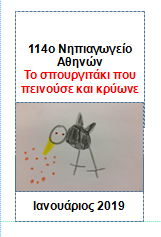 114ο Νηπιαγωγείο
Αθηνών
Το σπουργιτάκι που
πεινούσε και κρύωνε
Ιανουάριος 2019